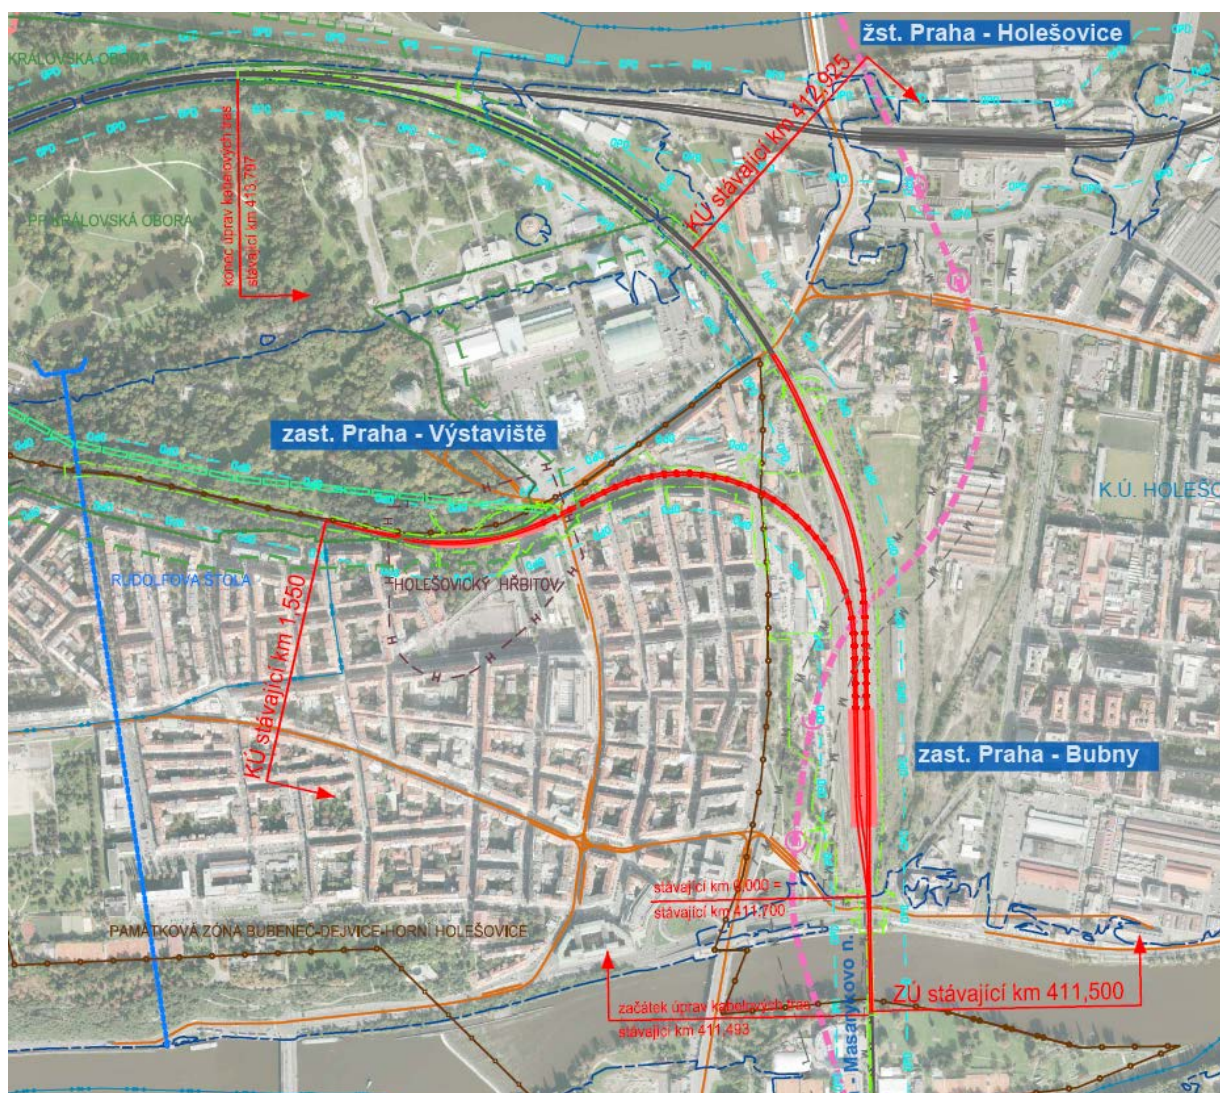 žst. Praha - Holešovice
KRÁLOVSKÁ OBORA
KÚ stávající km 412,925
konec úprav kabelových tras
stávající km 413,797
PP KRÁLOVSKÁ OBORA
zast. Praha - Výstaviště
K.Ú. HOLEŠO
RUDOLFOVA ŠTOLA
HOLEŠOVICKÝ HŘBITOV
KÚ stávající km 1,550
zast. Praha - Bubny
stávající km 0,000 =
stávající km 411,700
PAMÁTKOVÁ ZÓNA BUBENEČ-DEJVICE-HORNÍ HOLEŠOVICE
ZÚ stávající km 411,500
začátek úprav kabelových tras
stávající km 411,493
- Masarykovo n.